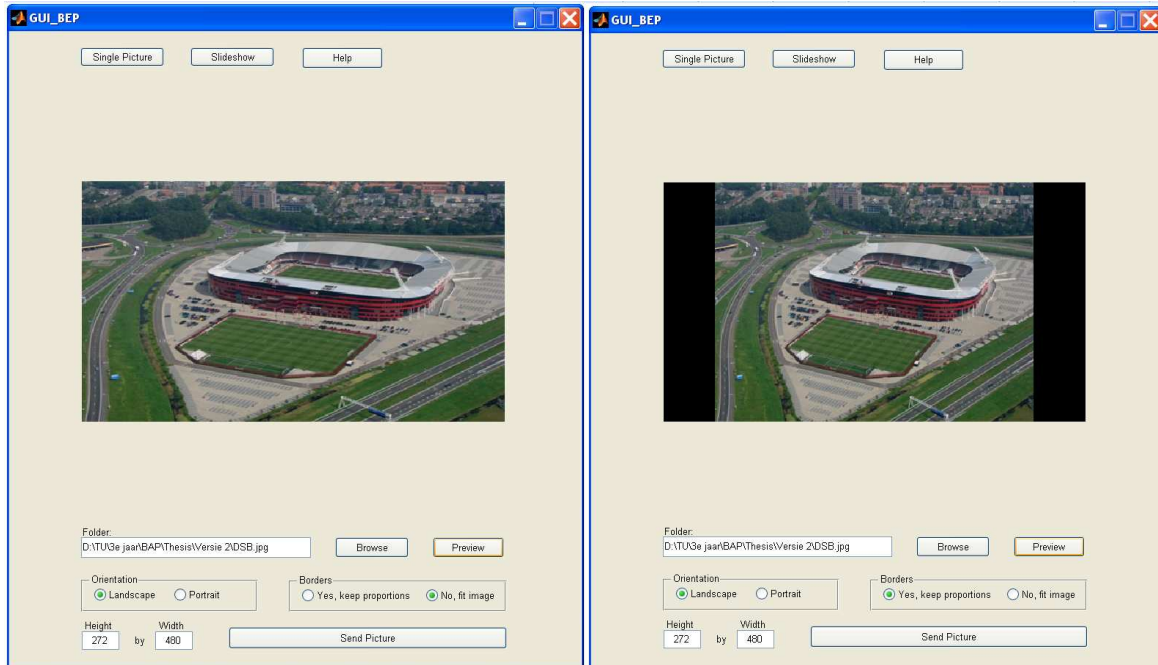 GUI_BEP
Single Picture Slideshow Help
Folder:
D:\TU\3e jaar\BAP\Thesis\Versie 2\DSB.jpg Browse Preview
Orientation Borders
Landscape Portrait Yes, keep proportions No, fit image
Height Width
272 by 480 Send Picture
GUI_BEP
Single Picture Slideshow Help
Folder:
D:\TU\3e jaar\BAP\Thesis\Versie 2\DSB.jpg Browse Preview
Orientation Borders
Landscape Portrait Yes, keep proportions No, fit image
Height Width
272 by 480 Send Picture